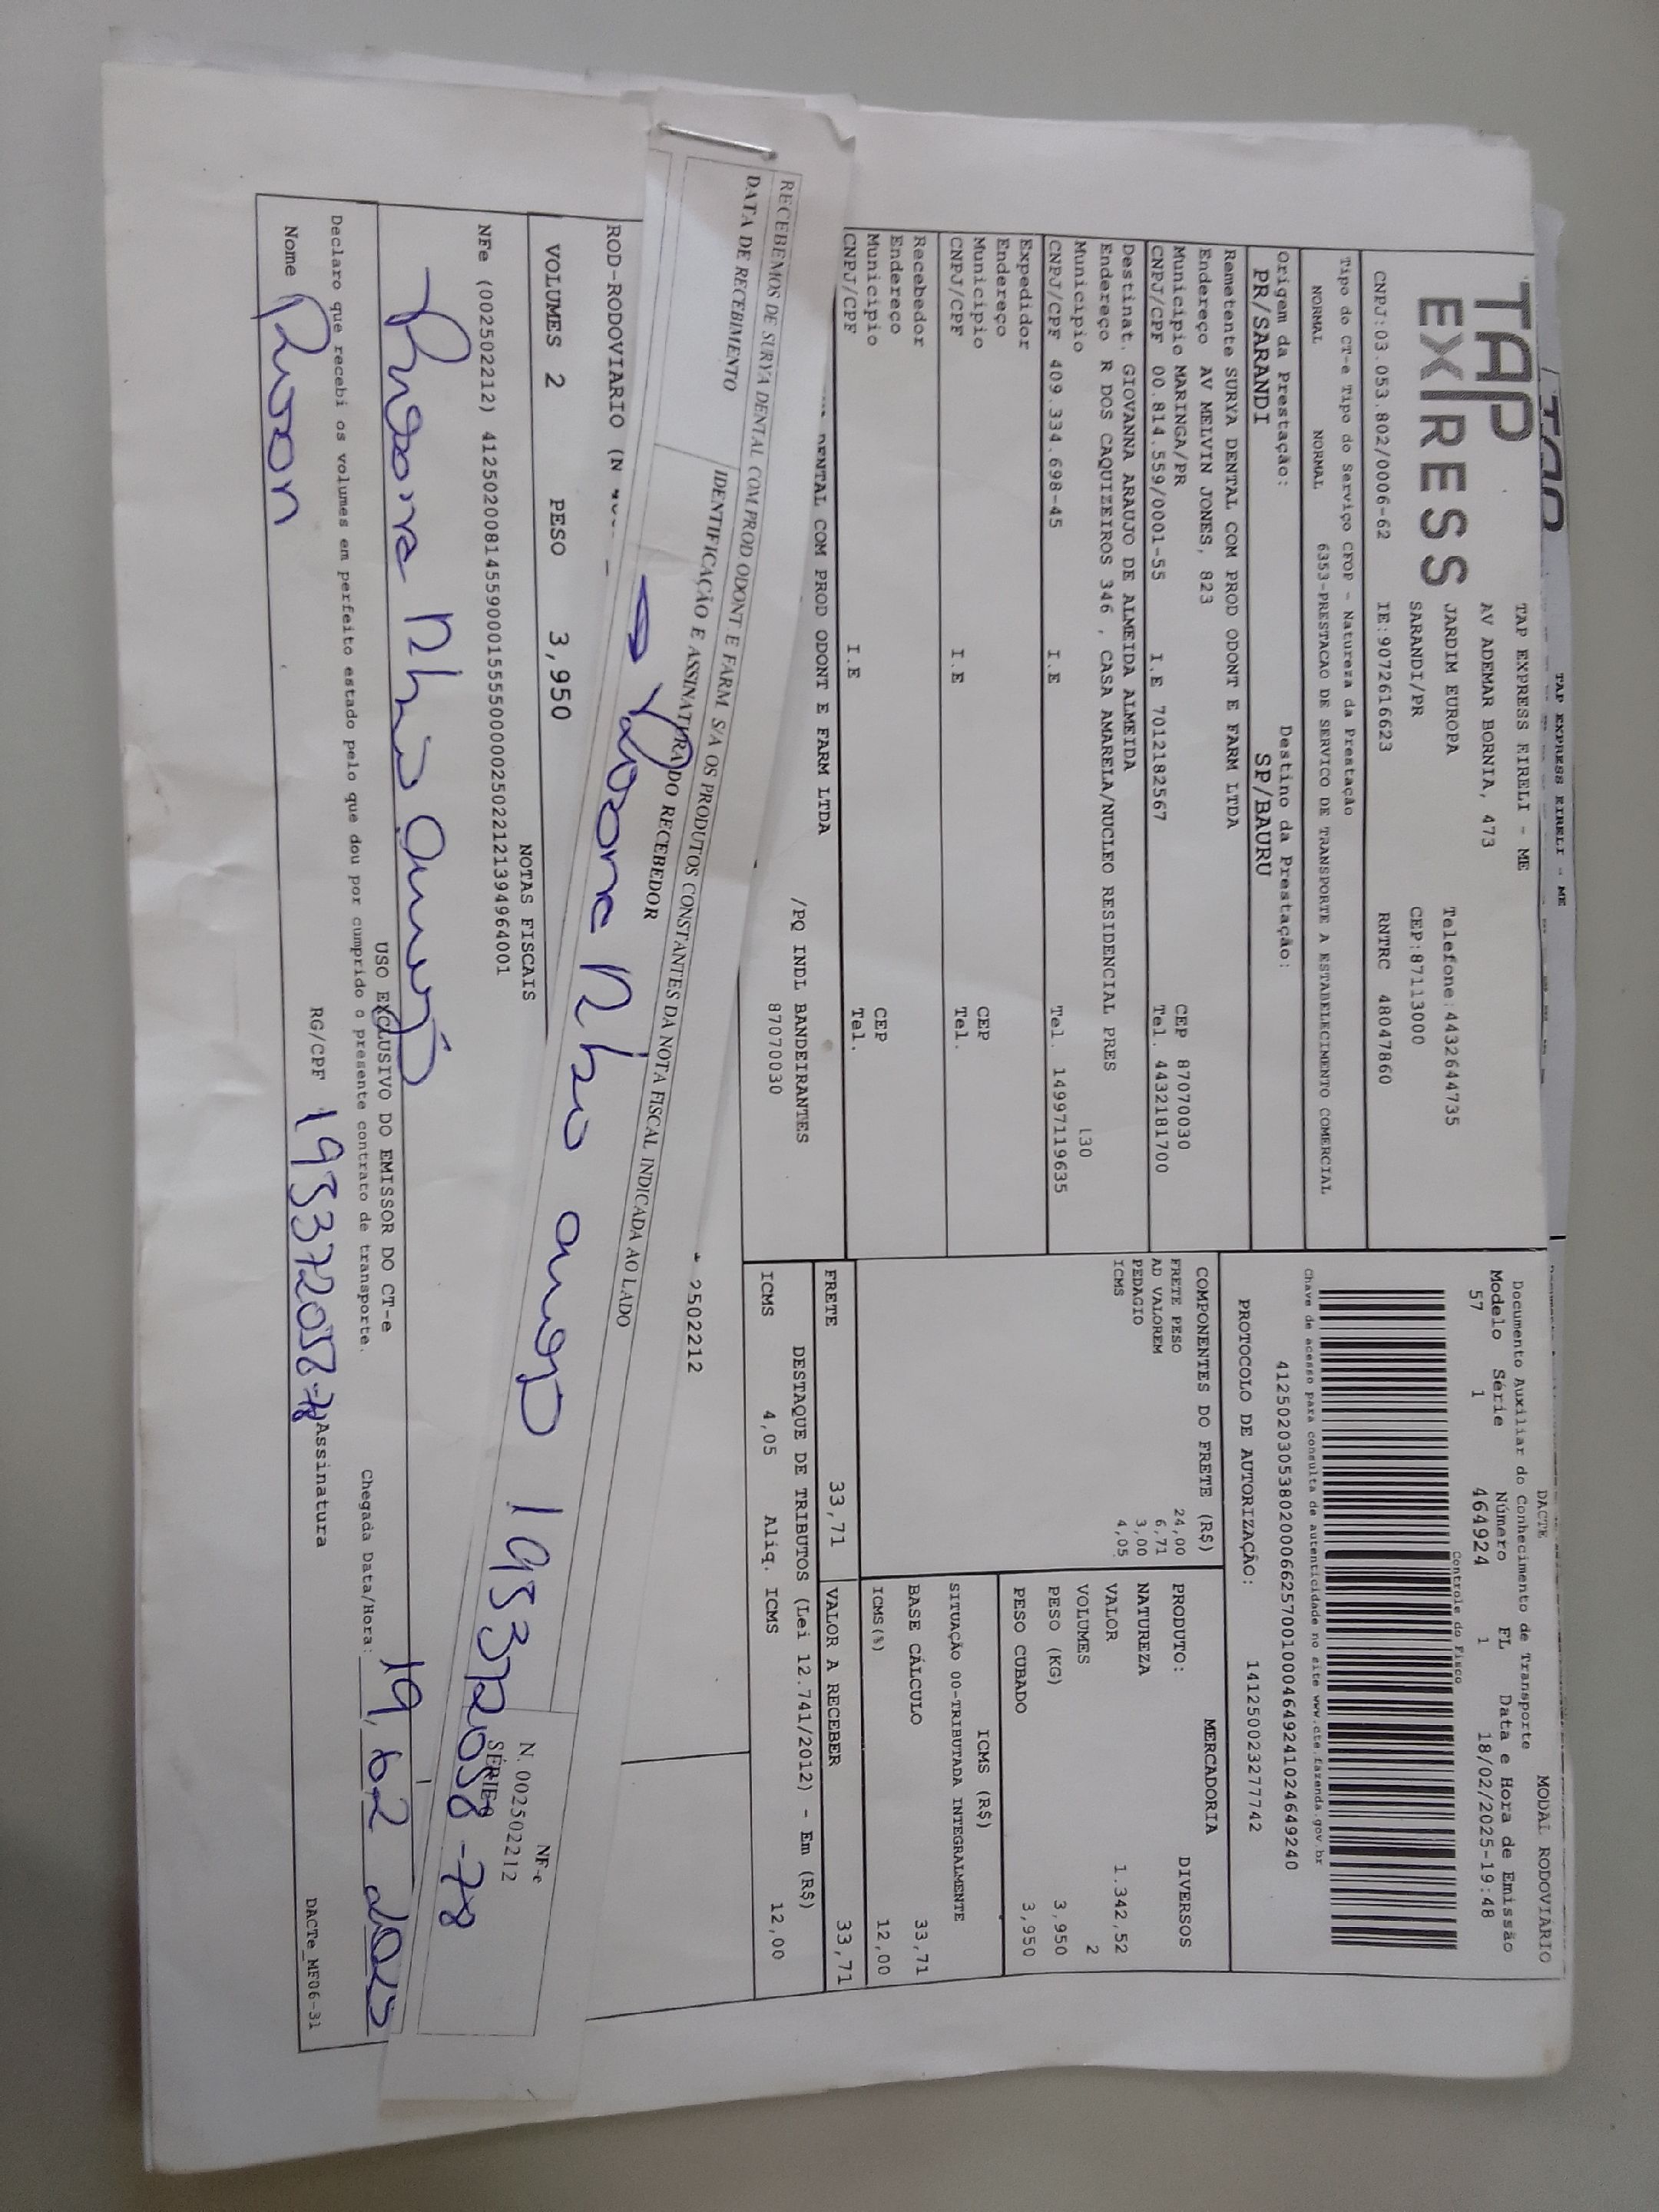 TAP EXPRESS EIRELI - ME
TAP
EXPRESS
TAP EXPRESS EIRELI - ME
AV ADEMAR BORNIA, 473
JARDIM EUROPA Telefone:4432644735
SARANDI/PR CEP:87113000
CNPJ:03.053.802/0006-62 IE:9072616623 RNTRC 48047860
DACTE MODAL RODOVIARIO
Documento Auxiliar do Conhecimento de Transporte
Modelo Série Número FL Data e Hora de Emissão
57 1 464924 1 18/02/2025-19:48
Controle do Fisco
Tipo do CT-e Tipo do Serviço CFOP - Natureza da Prestação
NORMAL NORMAL 6353-PRESTACAO DE SERVICO DE TRANSPORTE A ESTABELECIMENTO COMERCIAL
Chave de acesso para consulta de autenticidade no site www.cte.fazenda.gov.br
41250203053802000662570010004649241024649240
Origem da Prestação: Destino da Prestação:
PR/SARANDI SP/BAURU
PROTOCOLO DE AUTORIZAÇÃO: 141250023277742
Remetente SURYA DENTAL COM PROD ODONT E FARM LTDA
Endereço AV MELVIN JONES, 823
Município MARINGA/PR CEP 87070030
CNPJ/CPF 00.814.559/0001-55 I.E 7012182567 Tel. 4432181700
Destinat. GIOVANNA ARAUJO DE ALMEIDA ALMEIDA
Endereço R DOS CAQUIZEIROS 346 , CASA AMARELA/NUCLEO RESIDENCIAL PRES
Município
CNPJ/CPF 409.334.698-45 I.E Tel. 14997119635
Expedidor
Endereço
Município CEP
CNPJ/CPF I.E Tel.
Recebedor
Endereço
Município CEP
CNPJ/CPF I.E Tel.
COMPONENTES DO FRETE (R$)
FRETE PESO 24,00
AD VALOREM 6,71
PEDAGIO 3,00
ICMS 4,05
MERCADORIA
PRODUTO: DIVERSOS
NATUREZA
VALOR 1.342,52
VOLUMES 2
PESO (KG) 3,950
PESO CUBADO 3,950
ICMS (R$)
SITUAÇÃO 00-TRIBUTADA INTEGRALMENTE
BASE CÁLCULO 33,71
ICMS(%) 12,00
FRETE 33,71 VALOR A RECEBER 33,71
DESTAQUE DE TRIBUTOS (Lei 12.741/2012) - Em (R$)
ICMS 4,05 Aliq. ICMS 12,00
DENTAL COM PROD ODONT E FARM LTDA
/PQ INDL BANDEIRANTES
87070030
2502212
RECEBEMOS DE SURYA DENTAL COM PROD ODONT E FARM. S/A OS PRODUTOS CONSTANTES DA NOTA FISCAL INDICADA AO LADO
DATA DE RECEBIMENTO IDENTIFICAÇÃO E ASSINATURA DO RECEBEDOR
193372058-78
NF-e
N. 002502212
SÉRIE
ROD-RODOVIARIO (N
VOLUMES 2 PESO 3,950
NOTAS FISCAIS
NFe (002502212) 41250200814559000155550000025022121394964001
USO EXCLUSIVO DO EMISSOR DO CT-e
Declaro que recebi os volumes em perfeito estado pelo que dou por cumprido o presente contrato de transporte. Chegada Data/Hora: 19, 02 2025
Nome RG/CPF 193372058-78 Assinatura
DACTe_MF06-31